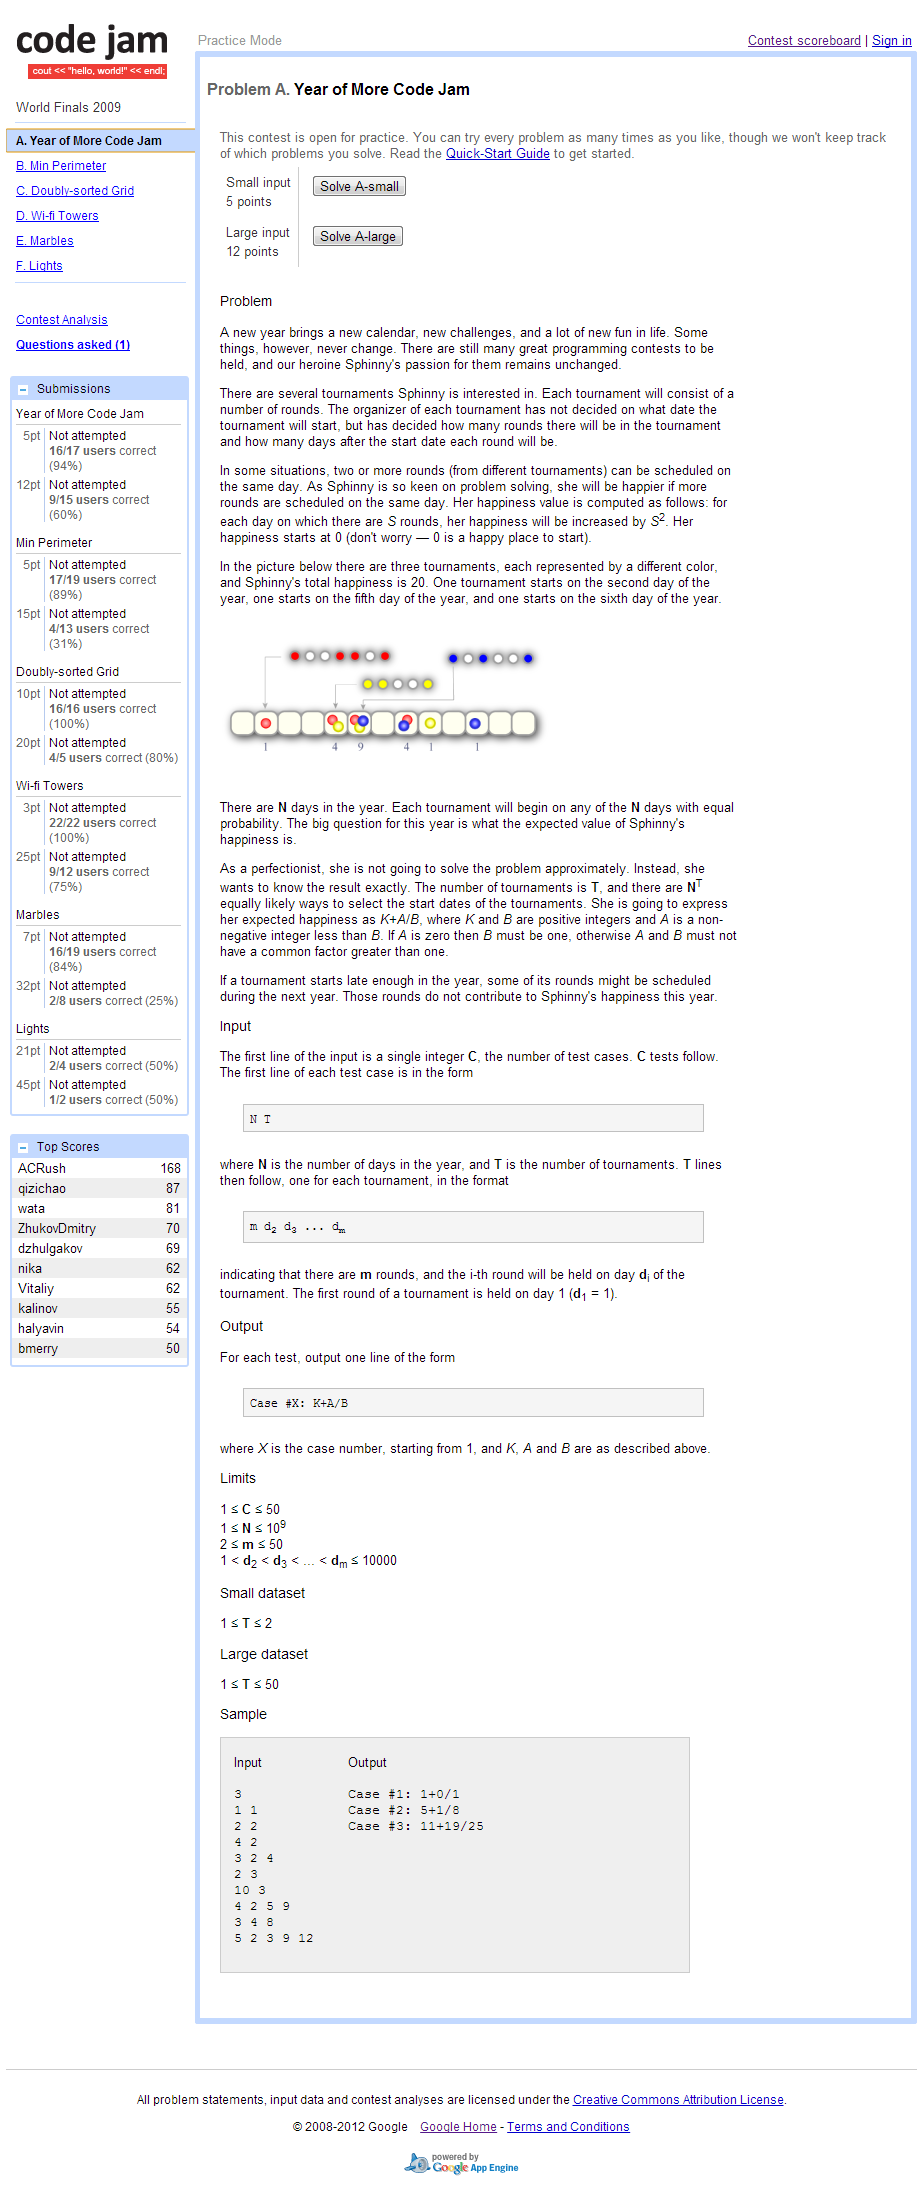 code jam
cout << "hello, world!" << endl;
Practice Mode
Contest scoreboard | Sign in
World Finals 2009
A. Year of More Code Jam
B. Min Perimeter
C. Doubly-sorted Grid
D. Wi-fi Towers
E. Marbles
F. Lights
Contest Analysis
Questions asked (1)
Submissions
Year of More Code Jam
5pt Not attempted
16/17 users correct
(94%)
12pt Not attempted
9/15 users correct
(60%)
Min Perimeter
5pt Not attempted
17/19 users correct
(89%)
15pt Not attempted
4/13 users correct
(31%)
Doubly-sorted Grid
10pt Not attempted
16/16 users correct
(100%)
20pt Not attempted
4/5 users correct (80%)
Wi-fi Towers
3pt Not attempted
22/22 users correct
(100%)
25pt Not attempted
9/12 users correct
(75%)
Marbles
7pt Not attempted
16/19 users correct
(84%)
32pt Not attempted
2/8 users correct (25%)
Lights
21pt Not attempted
2/4 users correct (50%)
45pt Not attempted
1/2 users correct (50%)
Top Scores
ACRush 168
qizichao 87
wata 81
ZhukovDmitry 70
dzhulgakov 69
nika 62
Vitaliy 62
kalinov 55
halyavin 54
bmerry 50
Problem A. Year of More Code Jam
This contest is open for practice. You can try every problem as many times as you like, though we won't keep track
of which problems you solve. Read the Quick-Start Guide to get started.
Small input
5 points
Solve A-small
Large input
12 points
Solve A-large
Problem
A new year brings a new calendar, new challenges, and a lot of new fun in life. Some
things, however, never change. There are still many great programming contests to be
held, and our heroine Sphinny's passion for them remains unchanged.
There are several tournaments Sphinny is interested in. Each tournament will consist of a
number of rounds. The organizer of each tournament has not decided on what date the
tournament will start, but has decided how many rounds there will be in the tournament
and how many days after the start date each round will be.
In some situations, two or more rounds (from different tournaments) can be scheduled on
the same day. As Sphinny is so keen on problem solving, she will be happier if more
rounds are scheduled on the same day. Her happiness value is computed as follows: for
each day on which there are S rounds, her happiness will be increased by S². Her
happiness starts at 0 (don't worry — 0 is a happy place to start).
In the picture below there are three tournaments, each represented by a different color,
and Sphinny's total happiness is 20. One tournament starts on the second day of the
year, one starts on the fifth day of the year, and one starts on the sixth day of the year.
1 4 9 4 1 1
There are N days in the year. Each tournament will begin on any of the N days with equal
probability. The big question for this year is what the expected value of Sphinny's
happiness is.
As a perfectionist, she is not going to solve the problem approximately. Instead, she
wants to know the result exactly. The number of tournaments is T, and there are Nᵀ
equally likely ways to select the start dates of the tournaments. She is going to express
her expected happiness as K+A/B, where K and B are positive integers and A is a non-
negative integer less than B. If A is zero then B must be one, otherwise A and B must not
have a common factor greater than one.
If a tournament starts late enough in the year, some of its rounds might be scheduled
during the next year. Those rounds do not contribute to Sphinny's happiness this year.
Input
The first line of the input is a single integer C, the number of test cases. C tests follow.
The first line of each test case is in the form
N T
where N is the number of days in the year, and T is the number of tournaments. T lines
then follow, one for each tournament, in the format
m d₂ d₃ ... dₘ
indicating that there are m rounds, and the i-th round will be held on day dᵢ of the
tournament. The first round of a tournament is held on day 1 (d₁ = 1).
Output
For each test, output one line of the form
Case #X: K+A/B
where X is the case number, starting from 1, and K, A and B are as described above.
Limits
1 ≤ C ≤ 50
1 ≤ N ≤ 10⁹
2 ≤ m ≤ 50
1 < d₂ < d₃ < ... < dₘ ≤ 10000
Small dataset
1 ≤ T ≤ 2
Large dataset
1 ≤ T ≤ 50
Sample
Input Output
3 Case #1: 1+0/1
1 1 Case #2: 5+1/8
2 2 Case #3: 11+19/25
4 2
3 2 4
2 3
10 3
4 2 5 9
3 4 8
5 2 3 9 12
All problem statements, input data and contest analyses are licensed under the Creative Commons Attribution License.
© 2008-2012 Google Google Home - Terms and Conditions
powered by
Google App Engine